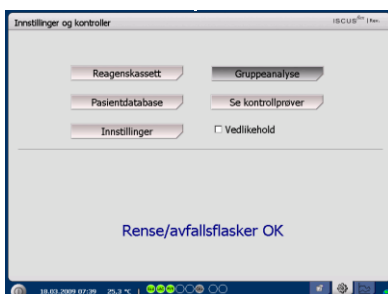 Innstillinger og kontroller
ISCUS
Reagenskassett
Gruppeanalyse
Pasientdatabase
Se kontrollprøver
Innstillinger
Vedlikehold
Rense/avfallsflasker OK
18.03.2009 07:39 25.3 °C